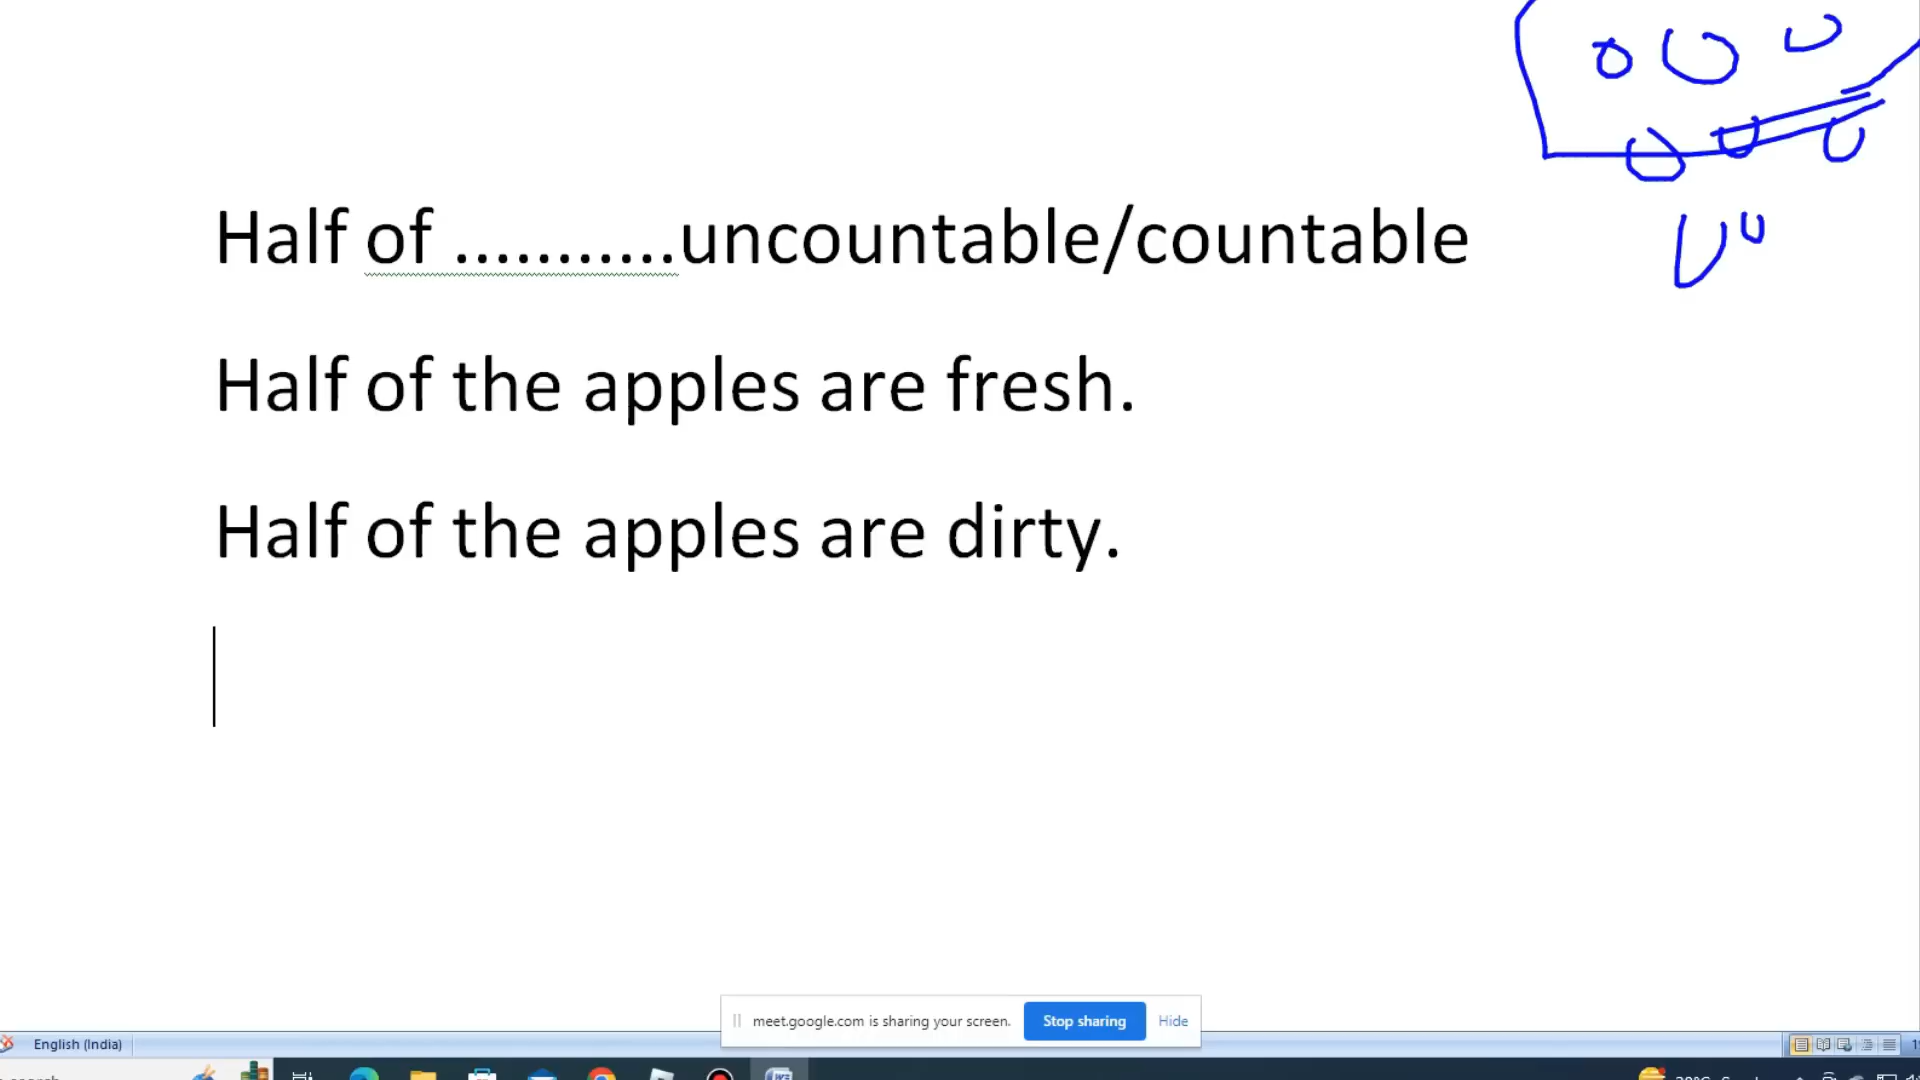 Half of ...........uncountable/countable
Half of the apples are fresh.
Half of the apples are dirty.
meet.google.com is sharing your screen. Stop sharing Hide
English (India)